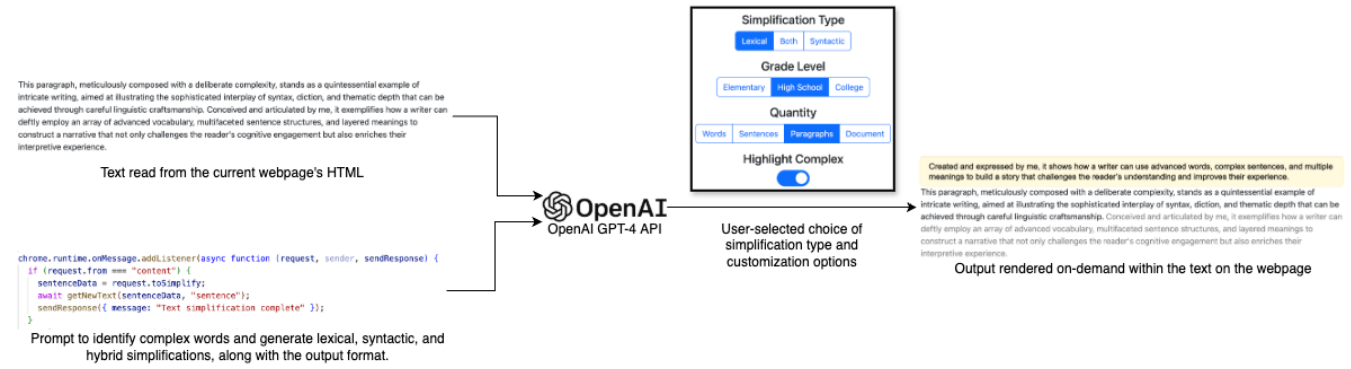 This paragraph, meticulously composed with a deliberate complexity, stands as a quintessential example of
intricate writing, aimed at illustrating the sophisticated interplay of syntax, diction, and thematic depth that can be
achieved through careful linguistic craftsmanship. Conceived and articulated by me, it exemplifies how a writer can
deftly employ an array of advanced vocabulary, multifaceted sentence structures, and layered meanings to
construct a narrative that not only challenges the reader's cognitive engagement but also enriches their
interpretive experience.
Text read from the current webpage's HTML
chrome.runtime.onMessage.addListener(async function (request, sender, sendResponse) {
if (request.from === "content") {
sentenceData = request.toSimplify;
await getNewText(sentenceData, "sentence");
sendResponse({ message: "Text simplification complete" });
}
Prompt to identify complex words and generate lexical, syntactic, and
hybrid simplifications, along with the output format.
OpenAI
OpenAI GPT-4 API
Simplification Type
Lexical Both Syntactic
Grade Level
Elementary High School College
Quantity
Words Sentences Paragraphs Document
Highlight Complex
User-selected choice of
simplification type and
customization options
Created and expressed by me, it shows how a writer can use advanced words, complex sentences, and multiple
meanings to build a story that challenges the reader's understanding and improves their experience.
This paragraph, meticulously composed with a deliberate complexity, stands as a quintessential example of
intricate writing, aimed at illustrating the sophisticated interplay of syntax, diction, and thematic depth that can be
achieved through careful linguistic craftsmanship. Conceived and articulated by me, it exemplifies how a writer can
deftly employ an array of advanced vocabulary, multifaceted sentence structures, and layered meanings to
construct a narrative that not only challenges the reader's cognitive engagement but also enriches their
interpretive experience.
Output rendered on-demand within the text on the webpage